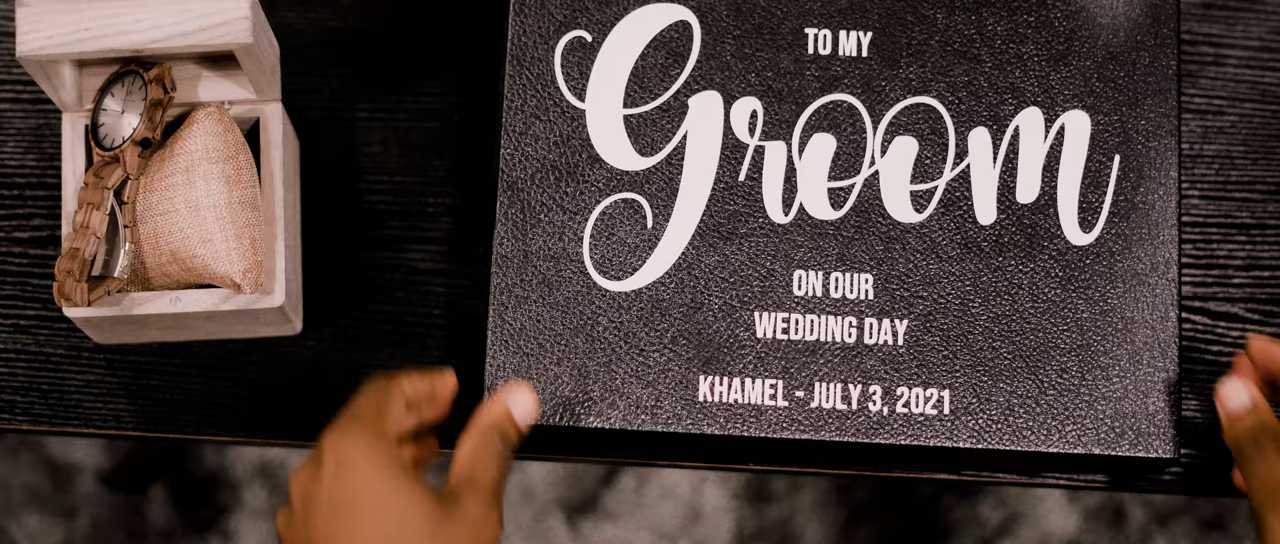 TO MY
Groom
ON OUR
WEDDING DAY
KHAMEL - JULY 3, 2021